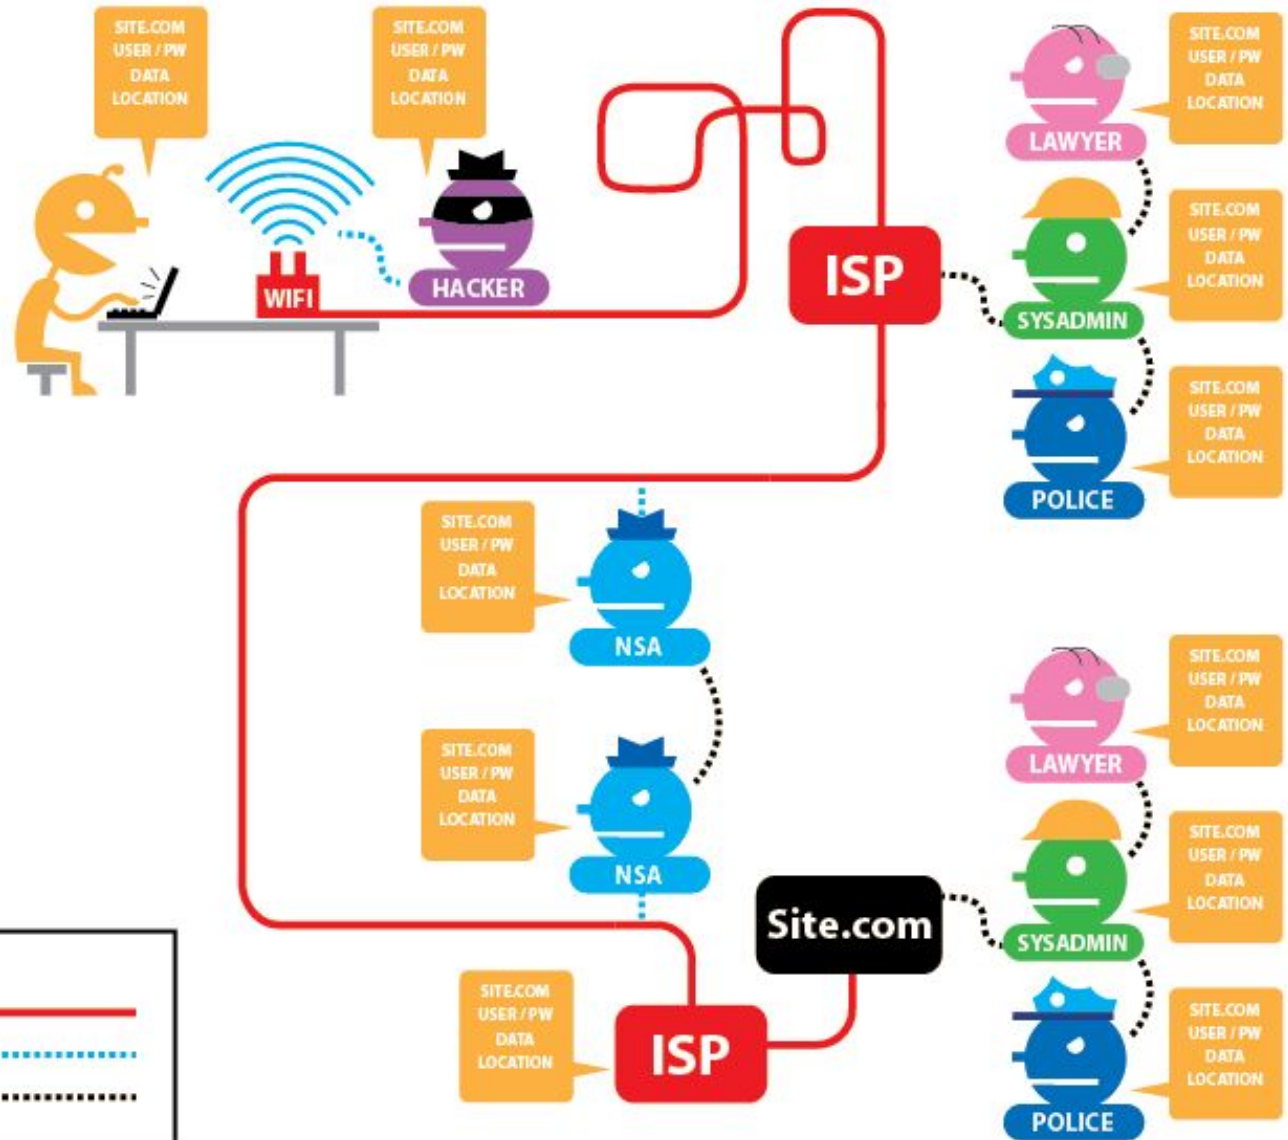 SITE.COM
USER / PW
DATA
LOCATION
SITE.COM
USER / PW
DATA
LOCATION
WIFI
HACKER
ISP
SITE.COM
USER / PW
DATA
LOCATION
LAWYER
SITE.COM
USER / PW
DATA
LOCATION
SYSADMIN
SITE.COM
USER / PW
DATA
LOCATION
POLICE
SITE.COM
USER / PW
DATA
LOCATION
NSA
SITE.COM
USER / PW
DATA
LOCATION
NSA
SITE.COM
USER / PW
DATA
LOCATION
ISP
Site.com
SITE.COM
USER / PW
DATA
LOCATION
LAWYER
SITE.COM
USER / PW
DATA
LOCATION
SYSADMIN
SITE.COM
USER / PW
DATA
LOCATION
POLICE